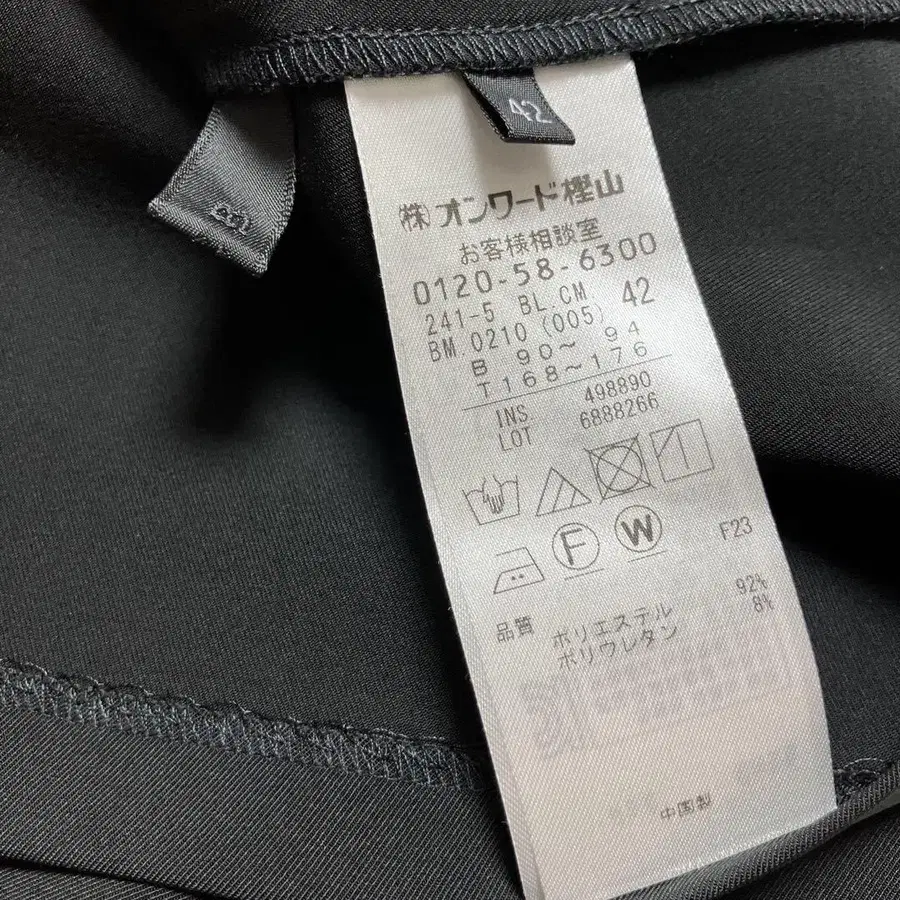 42
㈱オンワード樫山
お客様相談室
0120-58-6300
241-5 BL.CM 42
BM.0210 (005)
B 90～ 94
T168～176
INS. 498890
LOT 6888266
F W F23
品質 ポリエステル 92%
ポリウレタン 8%
中国製